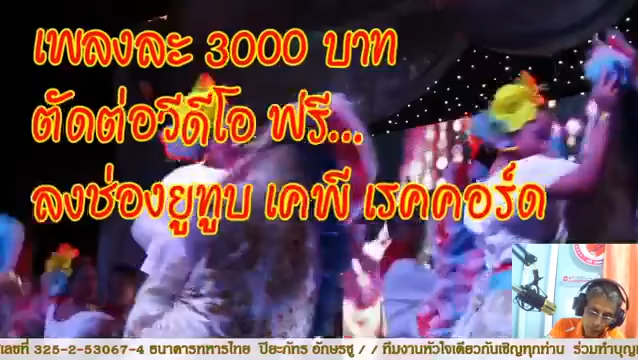 เพลงละ 3000 บาท
ตัดต่อวีดีโอ ฟรี...
ลงช่องยูทูบ เคพี เรคคอร์ด
เลขที่ 325-2-53067-4 ธนาคารทหารไทย ปิยะภัทร อักษรชู / / ทีมงานหัวใจเดียวกันเชิญทุกท่าน ร่วมทำบุญ